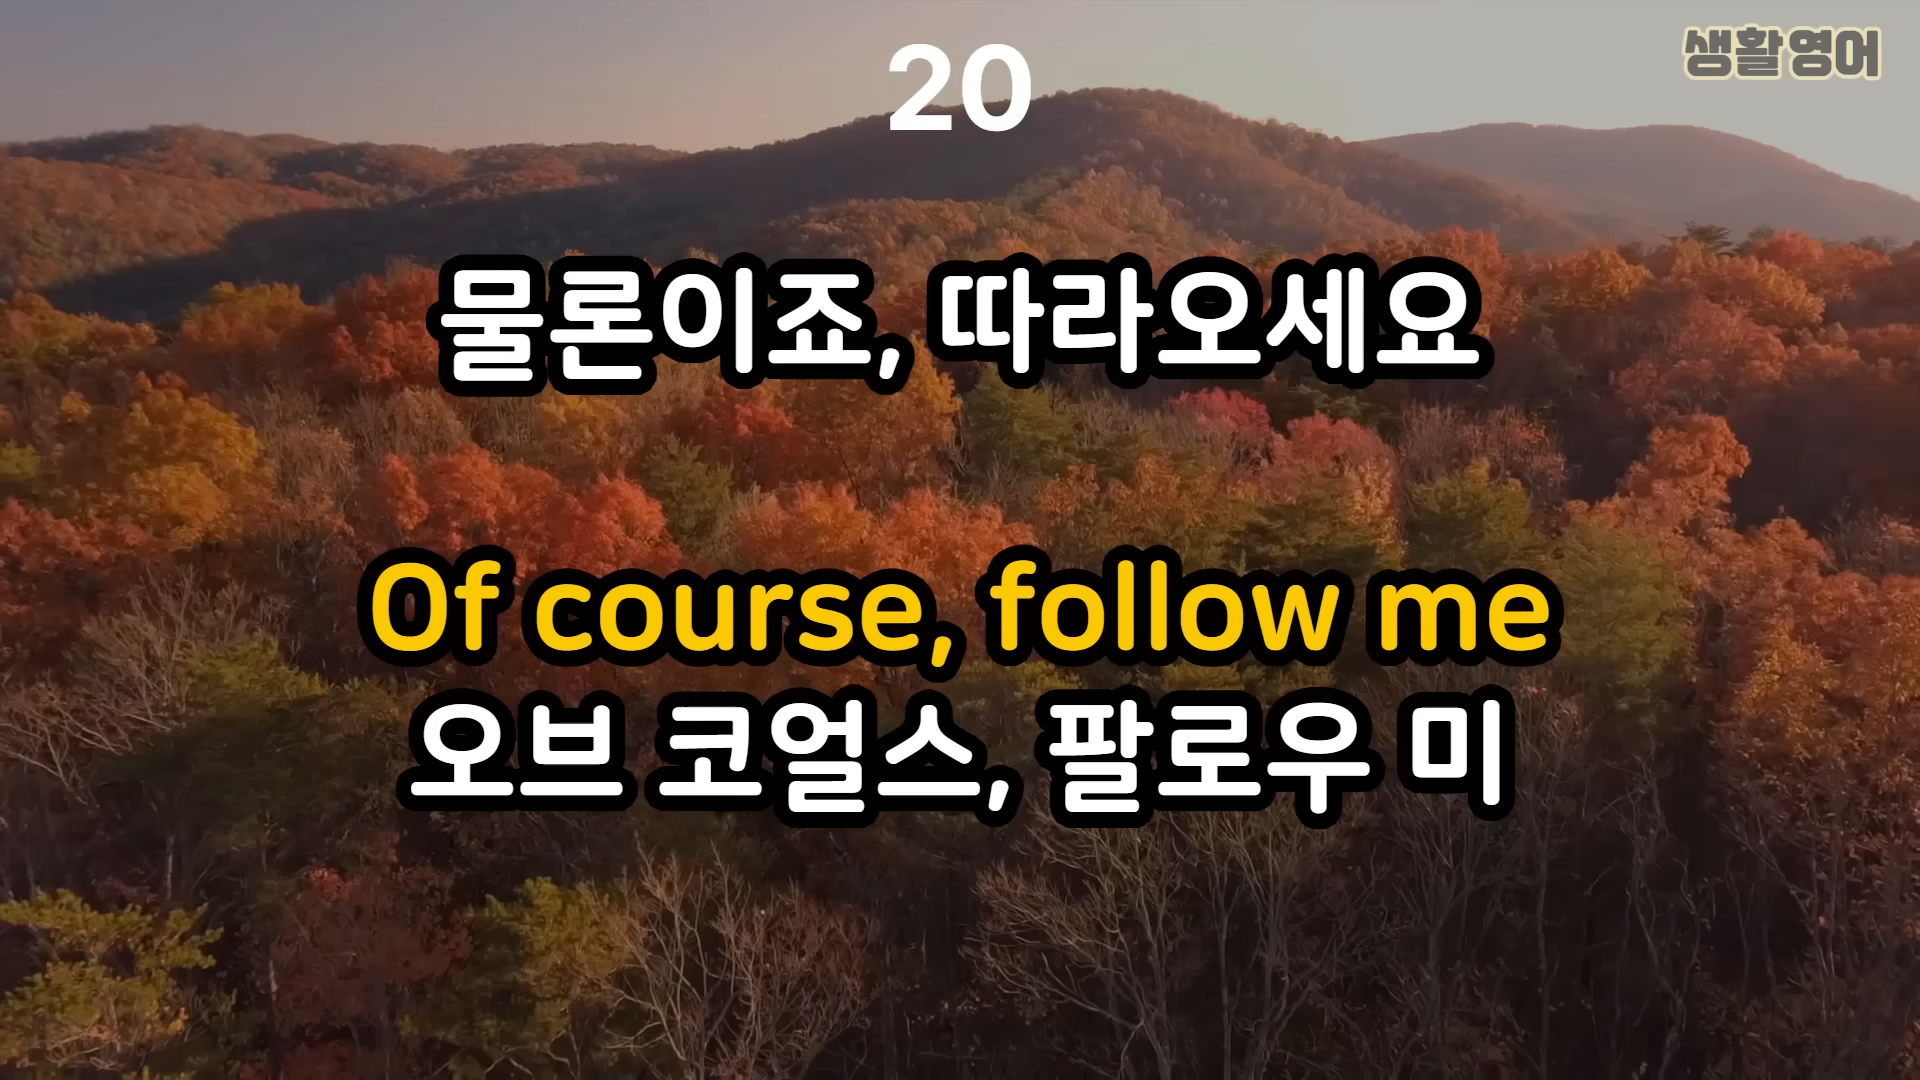 20
생활영어
물론이죠, 따라오세요
Of course, follow me
오브 코얼스, 팔로우 미